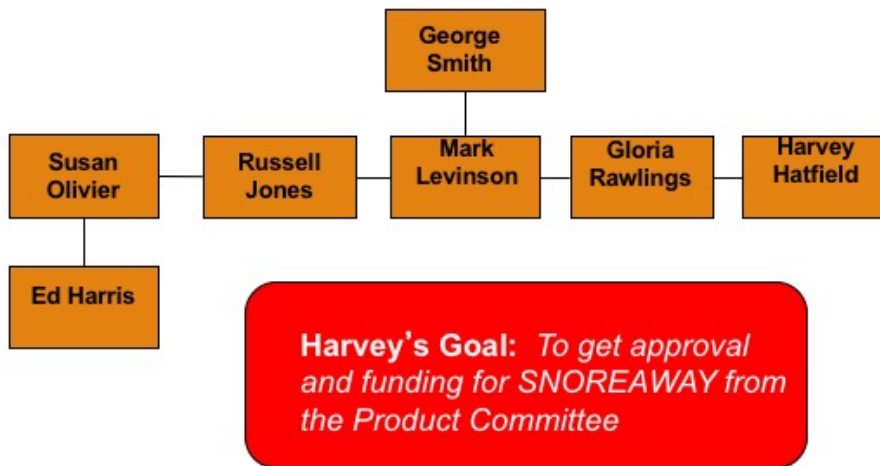 George
Smith
Susan
Olivier
Russell
Jones
Mark
Levinson
Gloria
Rawlings
Harvey
Hatfield
Ed Harris
Harvey’s Goal: To get approval
and funding for SNOREAWAY from
the Product Committee